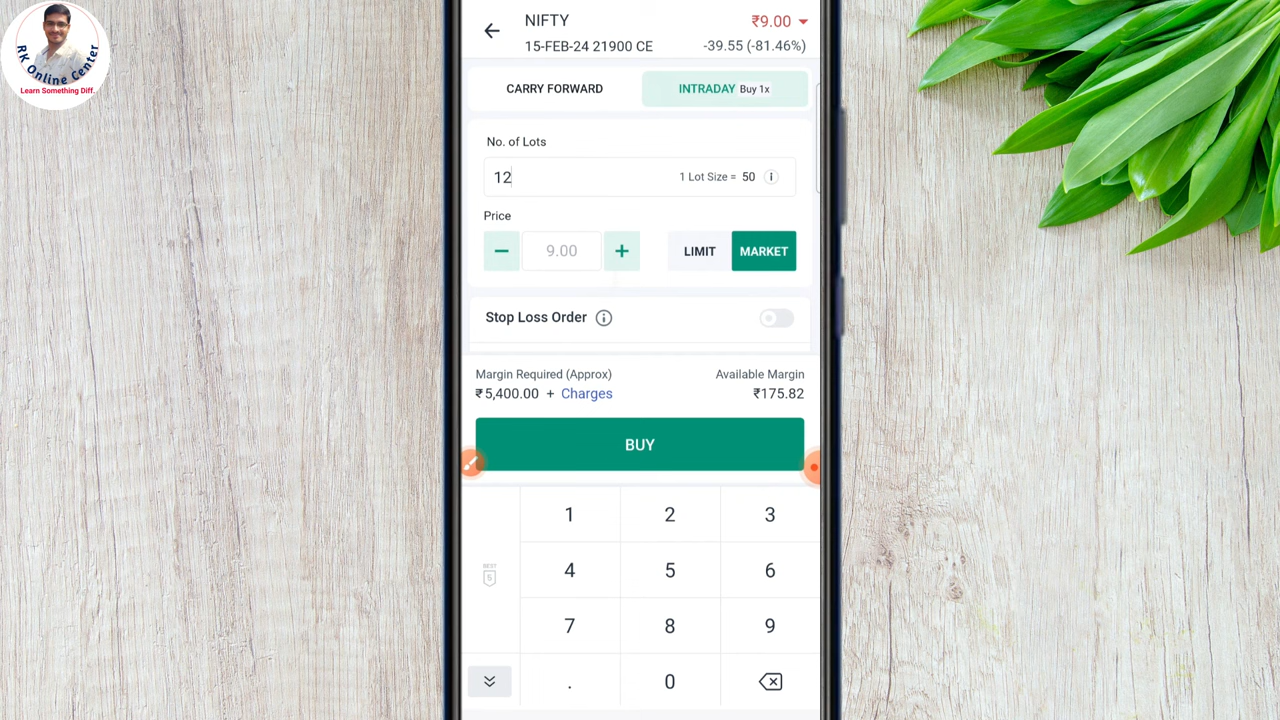 RK Online Center
Learn Something Diff..
NIFTY
₹9.00
15-FEB-24 21900 CE
-39.55 (-81.46%)
CARRY FORWARD
INTRADAY Buy 1x
No. of Lots
12
1 Lot Size = 50
Price
9.00
LIMIT
MARKET
Stop Loss Order
Margin Required (Approx)
Available Margin
₹5,400.00 + Charges
₹175.82
BUY
1 2 3
BEST
5
4 5 6
7 8 9
. 0